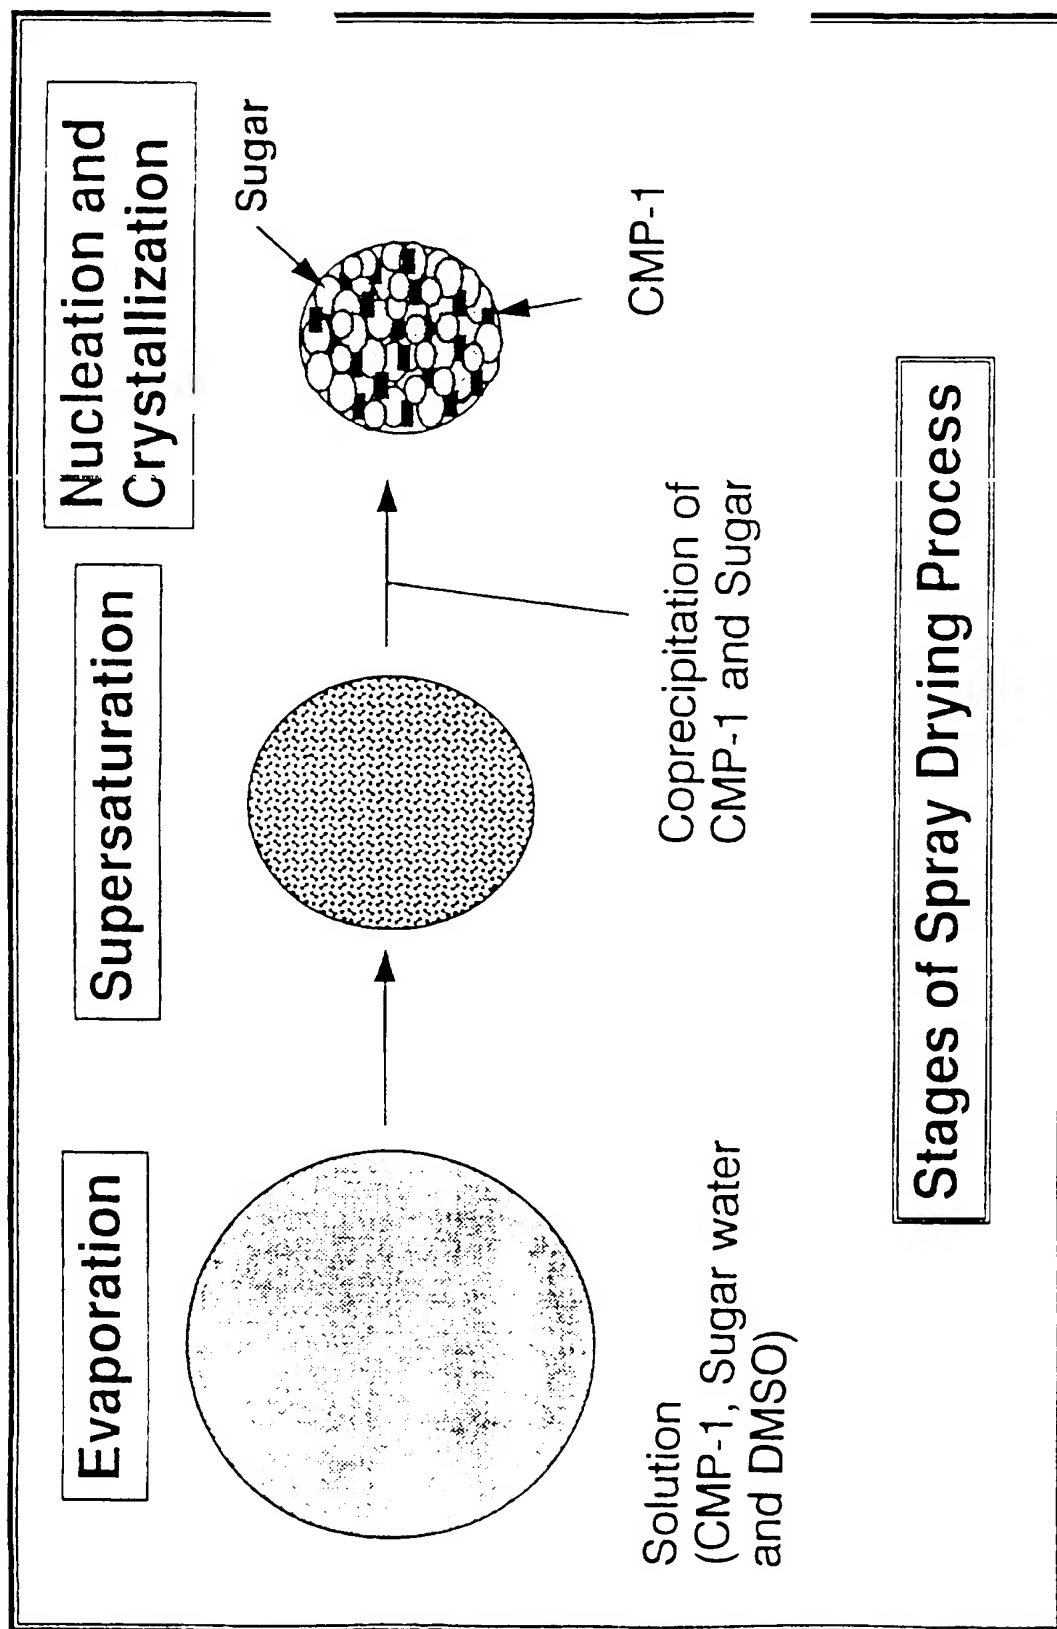 Evaporation
Supersaturation
Nucleation and
Crystallization
Sugar
CMP-1
Solution
(CMP-1, Sugar water
and DMSO)
Coprecipitation of
CMP-1 and Sugar
Stages of Spray Drying Process